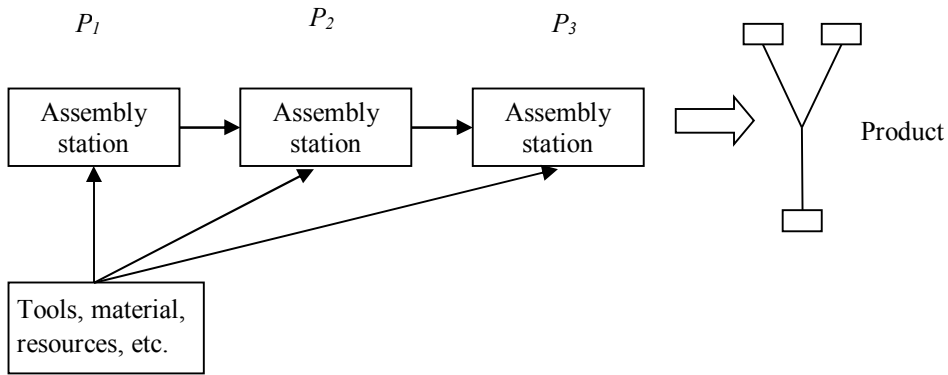 P1
P2
P3
Assembly
station
Assembly
station
Assembly
station
Product
Tools, material,
resources, etc.